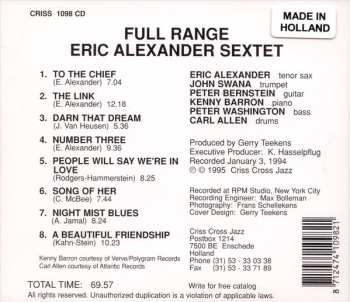 CRISS 1098 CD
MADE IN
HOLLAND
FULL RANGE
ERIC ALEXANDER SEXTET
1. TO THE CHIEF
(E. Alexander) 7.04
2. THE LINK
(E. Alexander) 12.18
3. DARN THAT DREAM
(J. Van Heusen) 5.36
4. NUMBER THREE
(E. Alexander) 9.36
5. PEOPLE WILL SAY WE'RE IN
LOVE
(Rodgers-Hammerstein) 8.25
6. SONG OF HER
(C. McBee) 7.44
7. NIGHT MIST BLUES
(A. Jamal) 8.24
8. A BEAUTIFUL FRIENDSHIP
(Kahn-Stein) 10.23
ERIC ALEXANDER tenor sax
JOHN SWANA trumpet
PETER BERNSTEIN guitar
KENNY BARRON piano
PETER WASHINGTON bass
CARL ALLEN drums
Produced by Gerry Teekens
Executive Producer: K. Hasselpflug
Recorded January 3, 1994
℗ © 1995 Criss Cross Jazz
Recorded at RPM Studio, New York City
Recording Engineer: Max Bolleman
Photography: Frans Schellekens
Cover Design: Gerry Teekens
Criss Cross Jazz
Postbox 1214
7500 BE Enschede
Holland
Phone (31) 53 - 33 03 38
Fax (31) 53 - 33 71 89
Kenny Barron courtesy of Verve/Polygram Records
Carl Allen courtesy of Atlantic Records
TOTAL TIME: 69.57
Write for free catalog
All rights reserved. Unauthorized duplication is a violation of applicable laws.
8 712474 109821